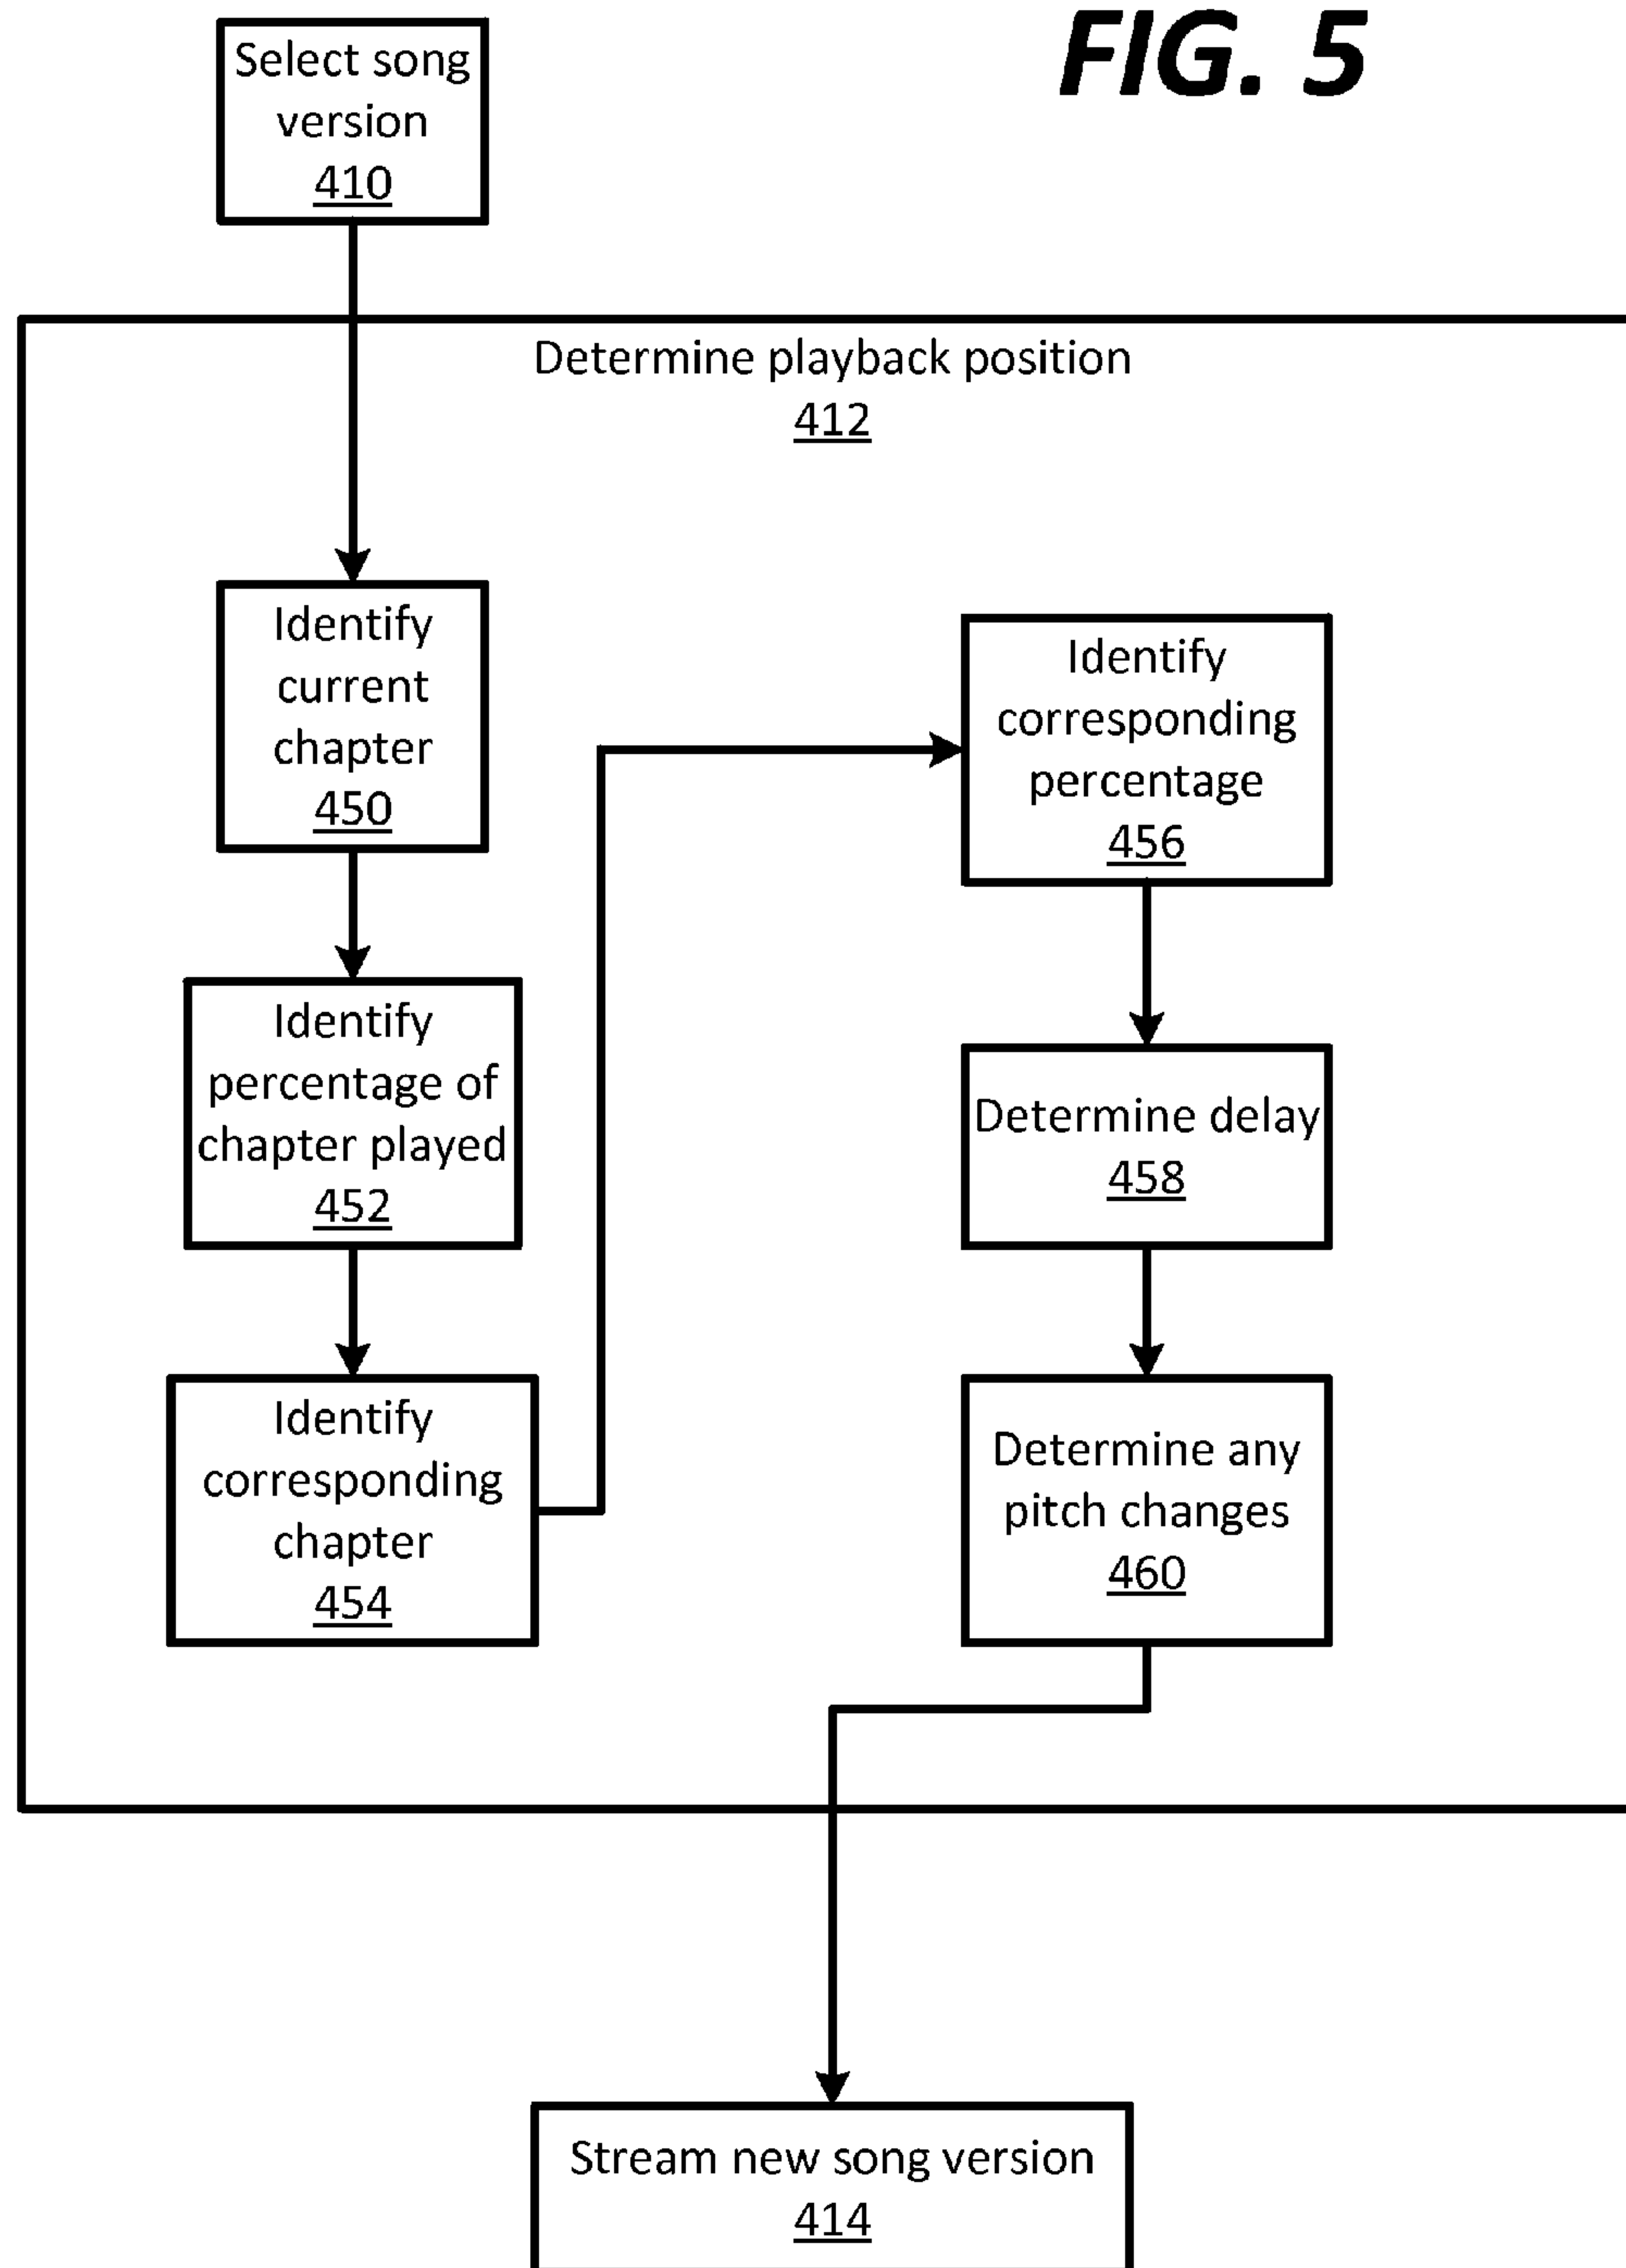 FIG. 5
Select song
version
410
Determine playback position
412
Identify
current
chapter
450
Identify
percentage of
chapter played
452
Identify
corresponding
chapter
454
Identify
corresponding
percentage
456
Determine delay
458
Determine any
pitch changes
460
Stream new song version
414